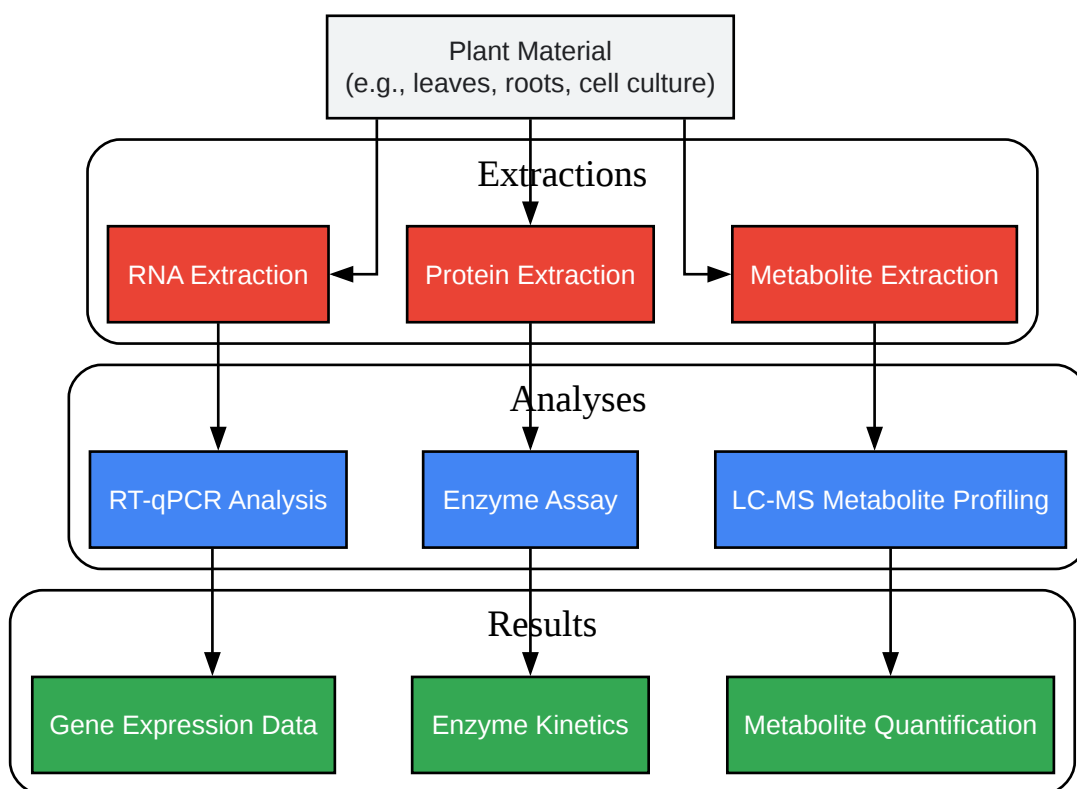 Plant Material
(e.g., leaves, roots, cell culture)
Extractions
RNA Extraction
Protein Extraction
Metabolite Extraction
Analyses
RT-qPCR Analysis
Enzyme Assay
LC-MS Metabolite Profiling
Results
Gene Expression Data
Enzyme Kinetics
Metabolite Quantification